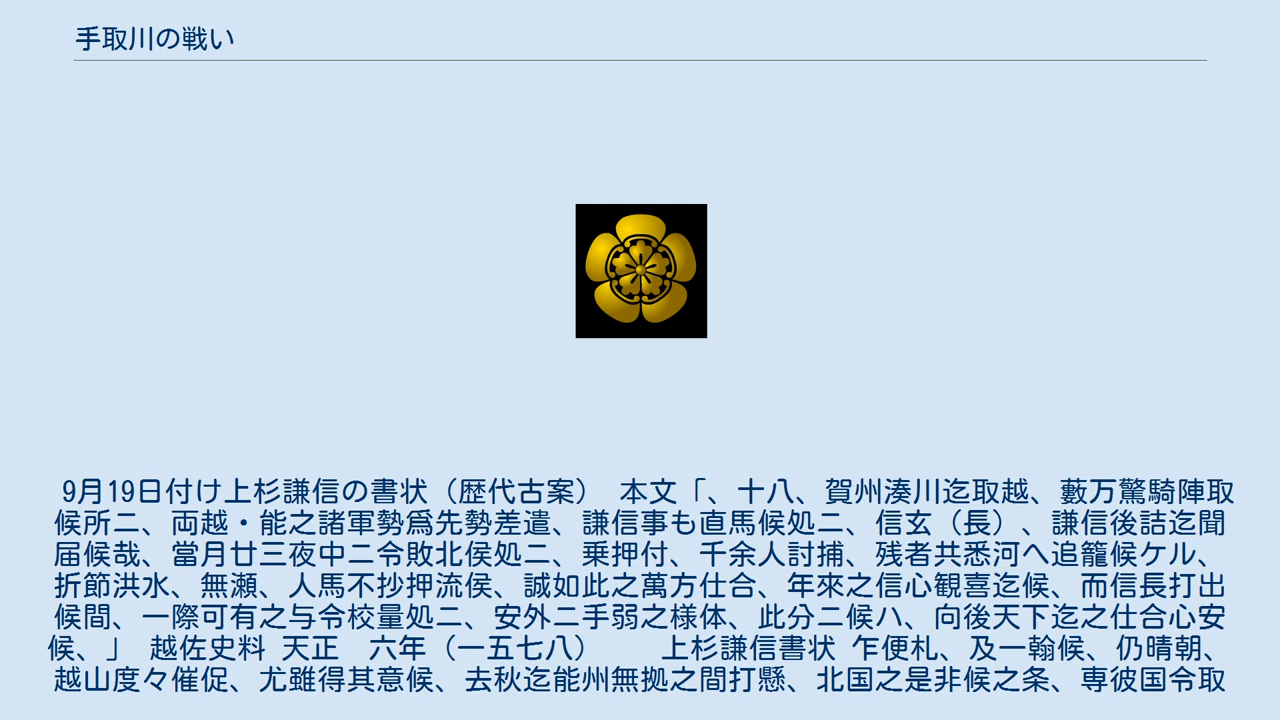 手取川の戦い
9月19日付け上杉謙信の書状（歴代古案） 本文「、十八、賀州湊川迄取越、藪万驚騎陣取
候所二、両越・能之諸軍勢爲先勢差遣、謙信事も直馬候処二、信玄（長）、謙信後詰迄聞
届候哉、當月廿三夜中二令敗北侯処二、乗押付、千余人討捕、残者共悉河へ追籠候ケル、
折節洪水、無瀬、人馬不抄押流侯、誠如此之萬方仕合、年來之信心観喜迄候、而信長打出
候間、一際可有之与令校量処二、安外二手弱之様体、此分二候ハ、向後天下迄之仕合心安
候、」 越佐史料 天正　六年（一五七八）　　上杉謙信書状 乍便札、及一翰候、仍晴朝、
越山度々催促、尤雖得其意候、去秋迄能州無拠之間打懸、北国之是非候之条、専彼国令取